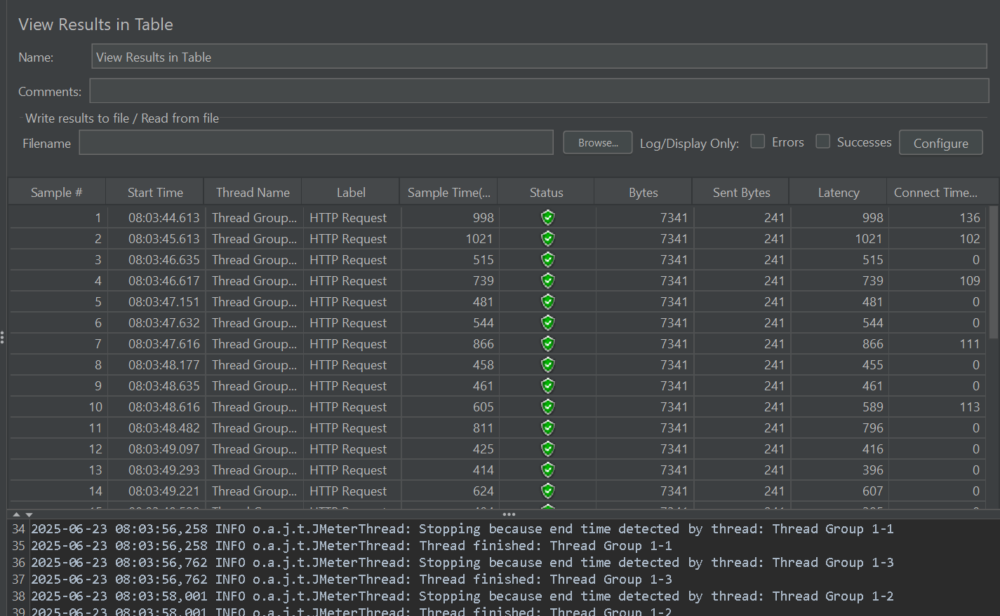 View Results in Table
Name: View Results in Table
Comments:
Write results to file / Read from file
Filename Browse... Log/Display Only: Errors Successes Configure
Sample # Start Time Thread Name Label Sample Time(... Status Bytes Sent Bytes Latency Connect Time...
1 08:03:44.613 Thread Group... HTTP Request 998 7341 241 998 136
2 08:03:45.613 Thread Group... HTTP Request 1021 7341 241 1021 102
3 08:03:46.635 Thread Group... HTTP Request 515 7341 241 515 0
4 08:03:46.617 Thread Group... HTTP Request 739 7341 241 739 109
5 08:03:47.151 Thread Group... HTTP Request 481 7341 241 481 0
6 08:03:47.632 Thread Group... HTTP Request 544 7341 241 544 0
7 08:03:47.616 Thread Group... HTTP Request 866 7341 241 866 111
8 08:03:48.177 Thread Group... HTTP Request 458 7341 241 455 0
9 08:03:48.635 Thread Group... HTTP Request 461 7341 241 461 0
10 08:03:48.616 Thread Group... HTTP Request 605 7341 241 589 113
11 08:03:48.482 Thread Group... HTTP Request 811 7341 241 796 0
12 08:03:49.097 Thread Group... HTTP Request 425 7341 241 416 0
13 08:03:49.293 Thread Group... HTTP Request 414 7341 241 396 0
14 08:03:49.221 Thread Group... HTTP Request 624 7341 241 607 0
34 2025-06-23 08:03:56,258 INFO o.a.j.t.JMeterThread: Stopping because end time detected by thread: Thread Group 1-1
35 2025-06-23 08:03:56,258 INFO o.a.j.t.JMeterThread: Thread finished: Thread Group 1-1
36 2025-06-23 08:03:56,762 INFO o.a.j.t.JMeterThread: Stopping because end time detected by thread: Thread Group 1-3
37 2025-06-23 08:03:56,762 INFO o.a.j.t.JMeterThread: Thread finished: Thread Group 1-3
38 2025-06-23 08:03:58,001 INFO o.a.j.t.JMeterThread: Stopping because end time detected by thread: Thread Group 1-2
39 2025-06-23 08:03:58,001 INFO o.a.j.t.JMeterThread: Thread finished: Thread Group 1-2